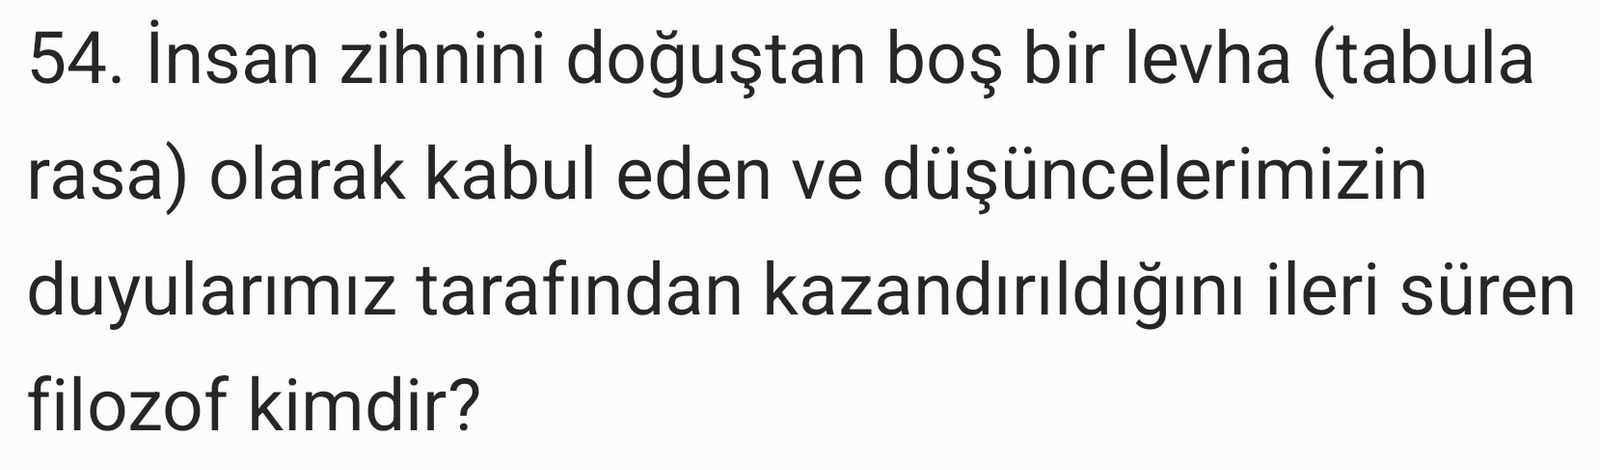 54. İnsan zihnini doğuştan boş bir levha (tabula
rasa) olarak kabul eden ve düşüncelerimizin
duyularımız tarafından kazandırıldığını ileri süren
filozof kimdir?